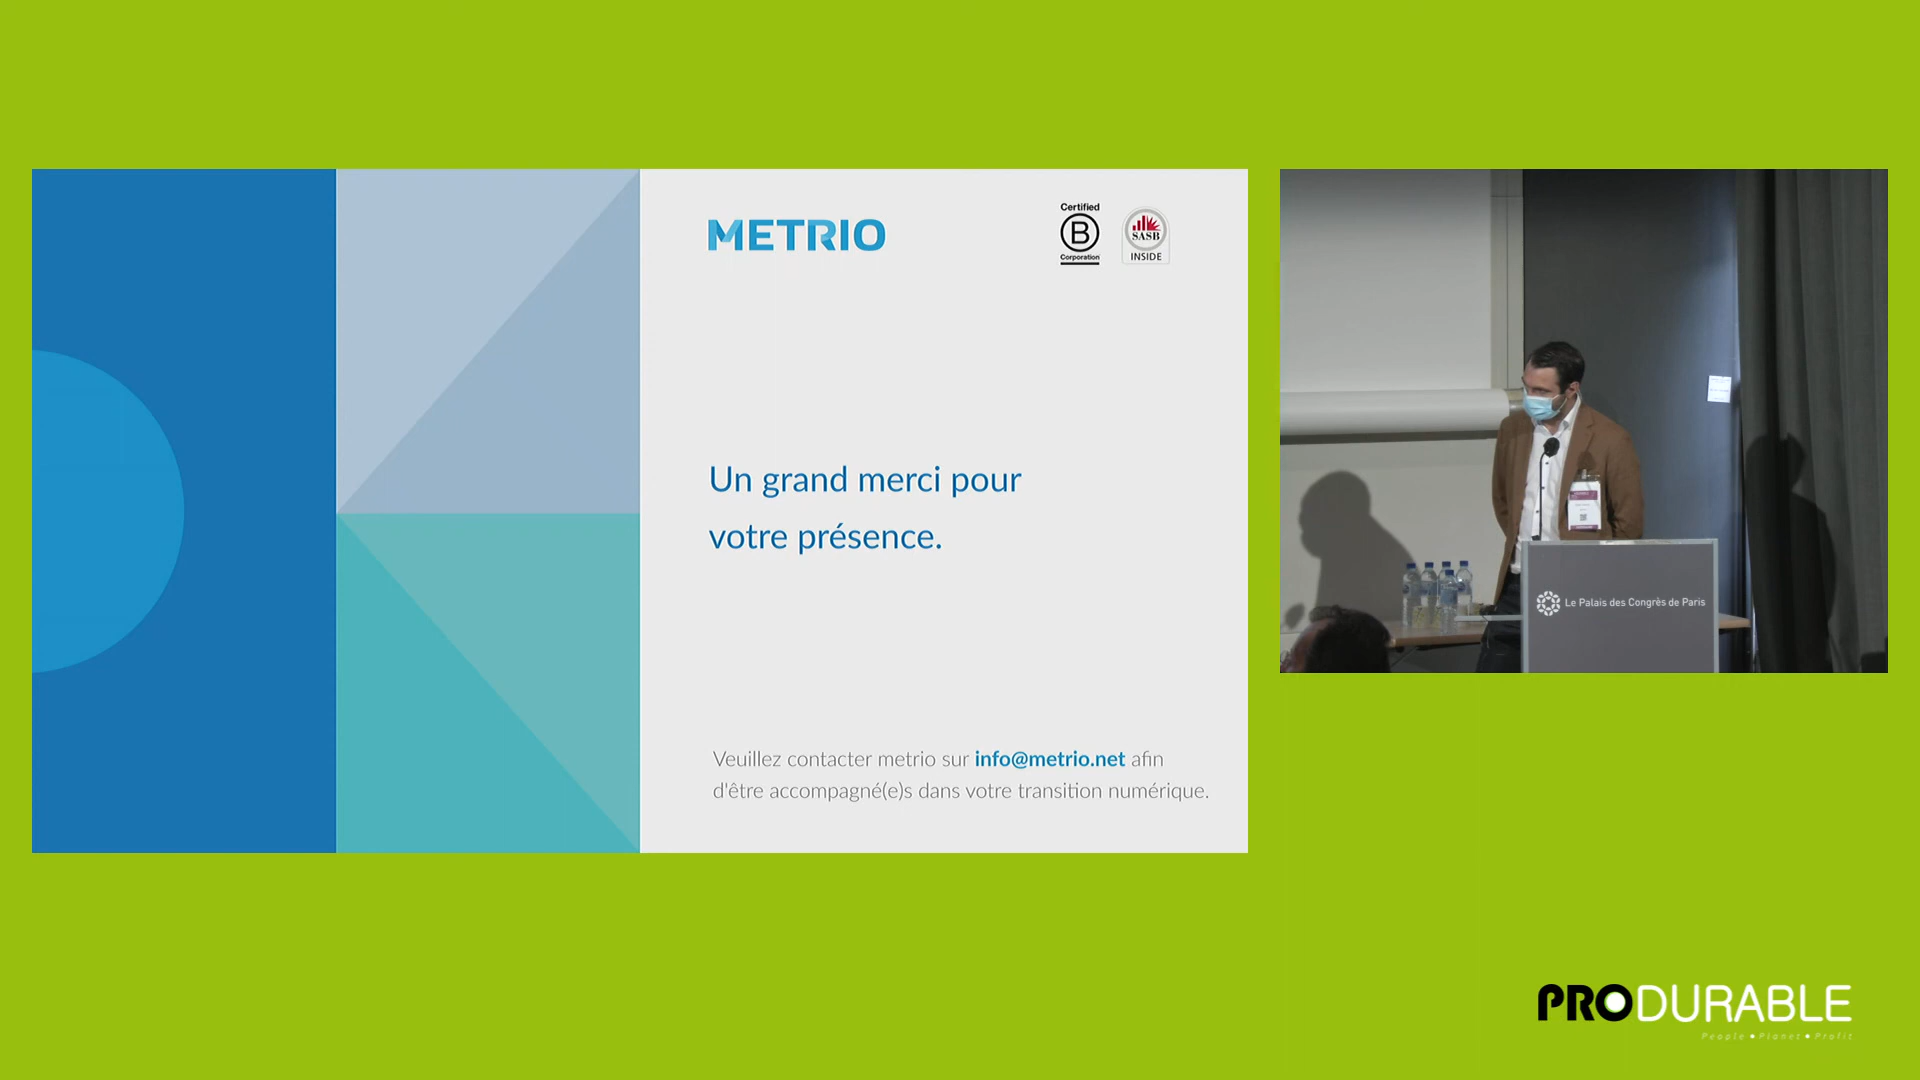 METRIO
Certified
B
Corporation
SASB
INSIDE
Un grand merci pour
votre présence.
Veuillez contacter metrio sur info@metrio.net afin
d'être accompagné(e)s dans votre transition numérique.
Le Palais des Congrès de Paris
PRODURABLE
People • Planet • Profit